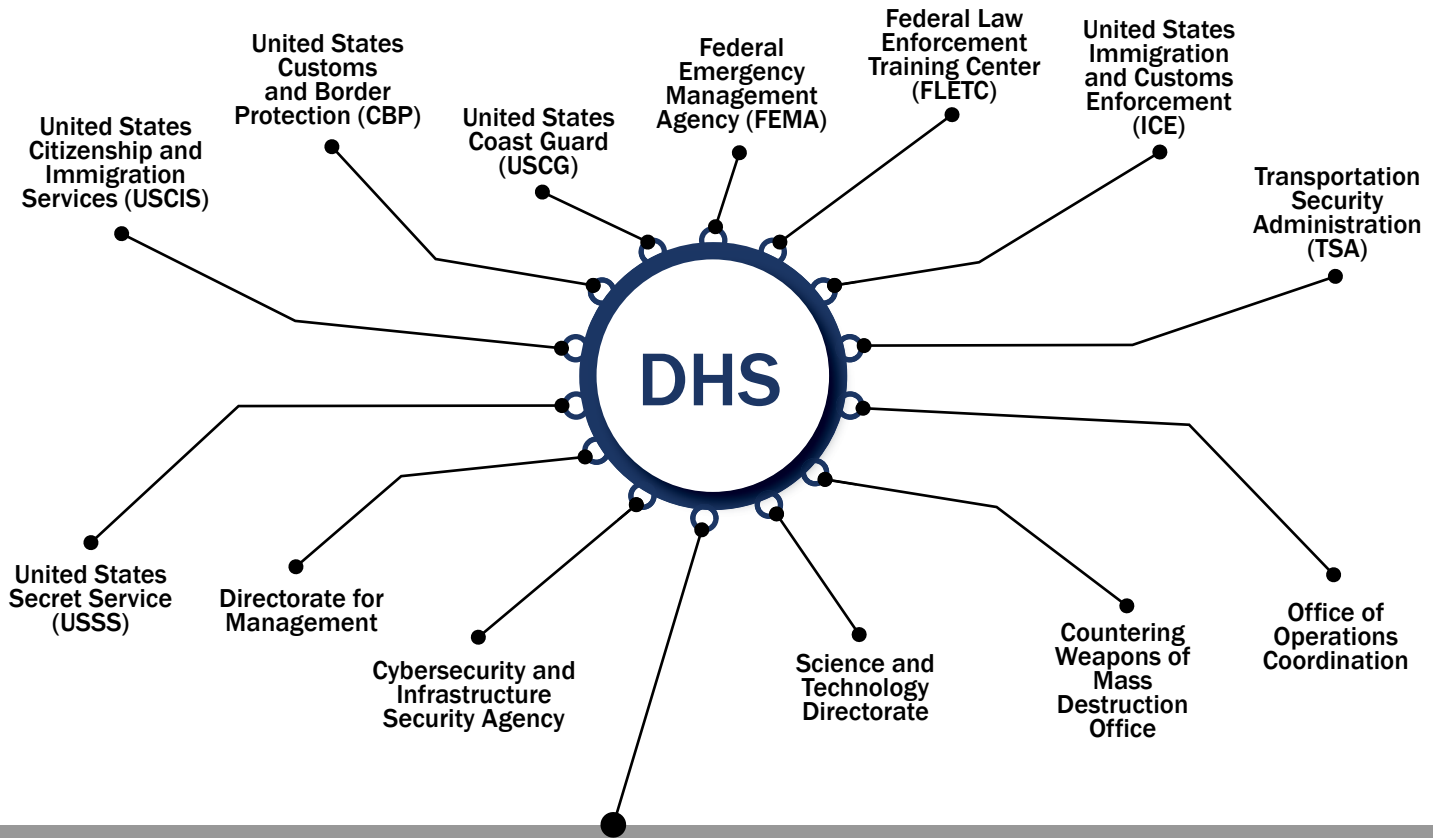 United States
Customs
and Border
Protection (CBP)
Federal
Emergency
Management
Agency (FEMA)
Federal Law
Enforcement
Training Center
(FLETC)
United States
Immigration
and Customs
Enforcement
(ICE)
United States
Citizenship and
Immigration
Services (USCIS)
United States
Coast Guard
(USCG)
Transportation
Security
Administration
(TSA)
DHS
United States
Secret Service
(USSS)
Directorate for
Management
Cybersecurity and
Infrastructure
Security Agency
Science and
Technology
Directorate
Countering
Weapons of
Mass
Destruction
Office
Office of
Operations
Coordination